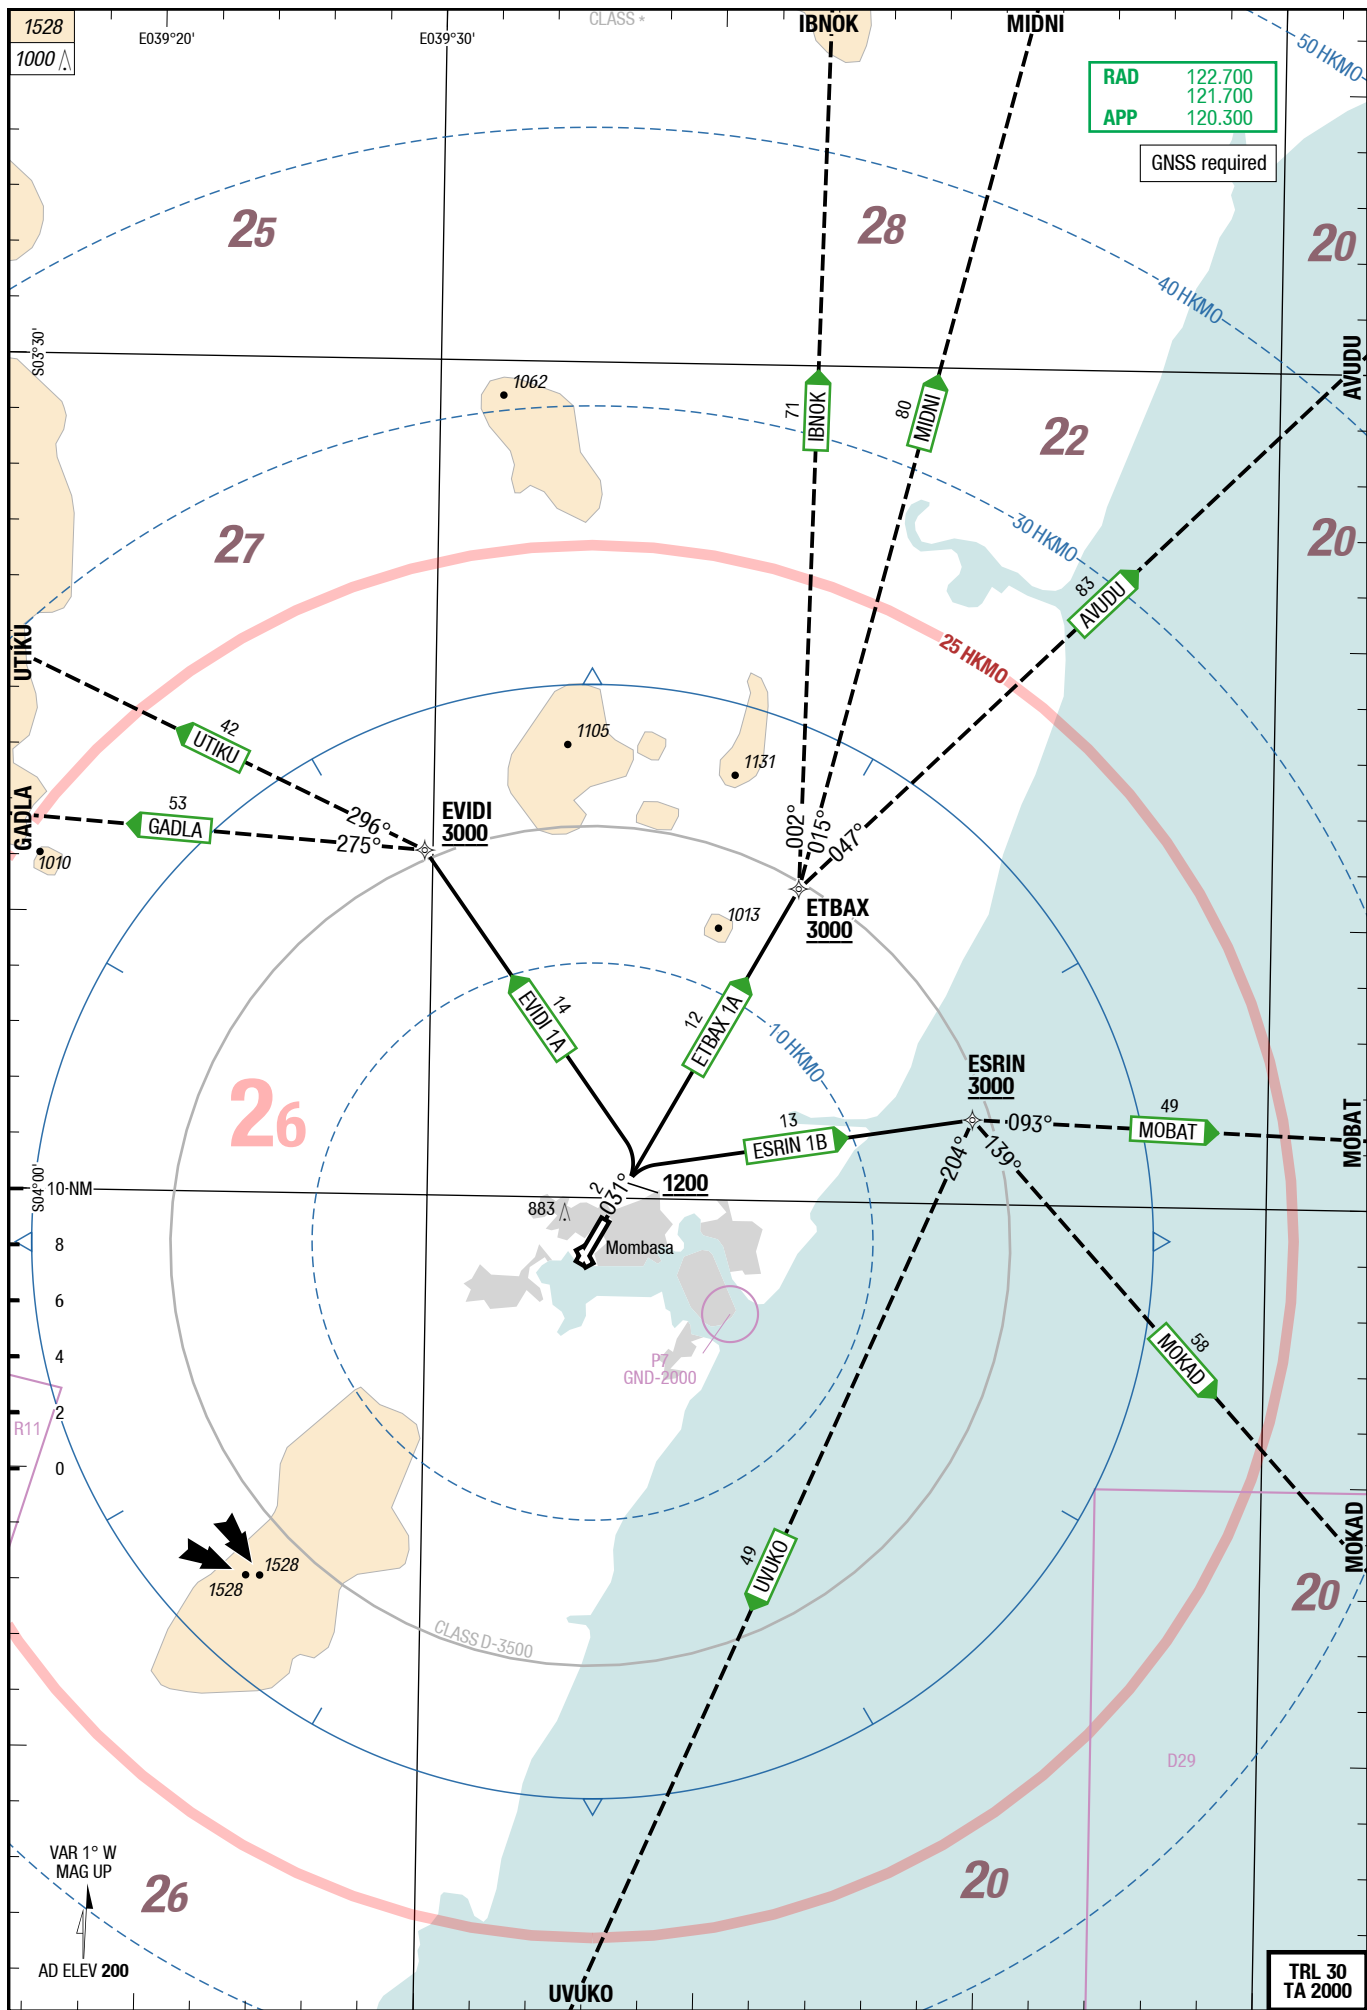 1528
1000
E039°20'
E039°30'
CLASS *
IBNOK
MIDNI
50 HKMO
RAD 122.700
121.700
APP 120.300
GNSS required
25
28
20
40 HKMO
S03°30'
AVUDU
1062
71
IBNOK
80
MIDNI
22
27
30 HKMO
20
83
AVUDU
UTIKU
25 HKMO
42
UTIKU
1105
1131
GADLA
53
GADLA
296°
275°
EVIDI
3000
002°
015°
047°
1010
ETBAX
3000
1013
14
EVIDI 1A
12
ETBAX 1A
10 HKMO
26
ESRIN
3000
13
ESRIN 1B
093°
49
MOBAT
MOBAT
204°
139°
S04°00'
10 NM
2
031°
1200
883
Mombasa
8
6
4
2
0
P7
GND-2000
R11
58
MOKAD
MOKAD
1528
1528
49
UVUKO
20
CLASS D-3500
D29
VAR 1° W
MAG UP
26
20
AD ELEV 200
UVUKO
TRL 30
TA 2000